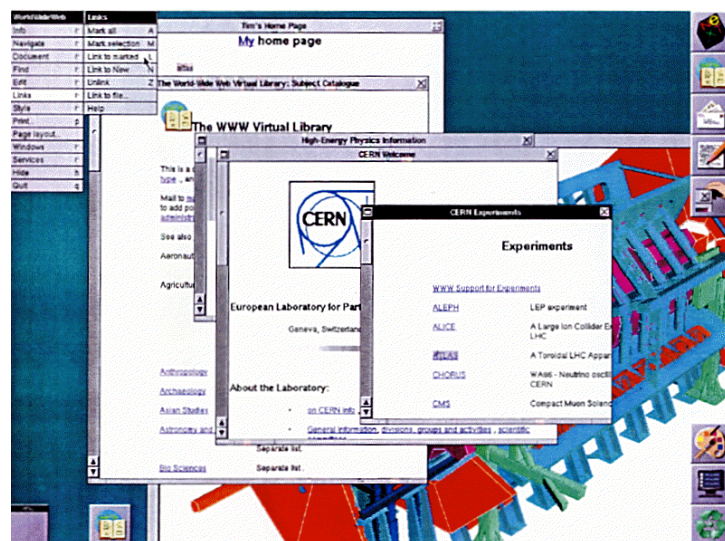 WorldWideWeb
Info r
Navigate r
Document r
Find r
Edit r
Links r
Style r
Print.. p
Page layout..
Windows r
Services r
Hide h
Quit q
Links
Mark all A
Mark selection M
Link to marked L
Link to New N
Unlink Z
Link to file...
Help
Tim's Home Page
My home page
atlas
The World-Wide Web Virtual Library: Subject Catalogue
The WWW Virtual Library
This is a
type , an
Mail to
to add po
administ
See also
Aeronaut
Agricultu
Anthropology
Archaeology
Asian Studies
Astronomy and
Separate list.
Bio Sciences Separate list.
High-Energy Physics Information
CERN Welcome
CERN
European Laboratory for Part
Geneva, Switzerland
About the Laboratory:
on CERN info
General information, divisions, groups and activities , scientific
CERN Experiments
Experiments
WWW Support for Experiments
ALEPH LEP experiment
ALICE A Large Ion Collider Ex
LHC
ATLAS A Toroidal LHC Appar
CHORUS WA95 - Neutrino oscill
CERN
CMS Compact Muon Solenc